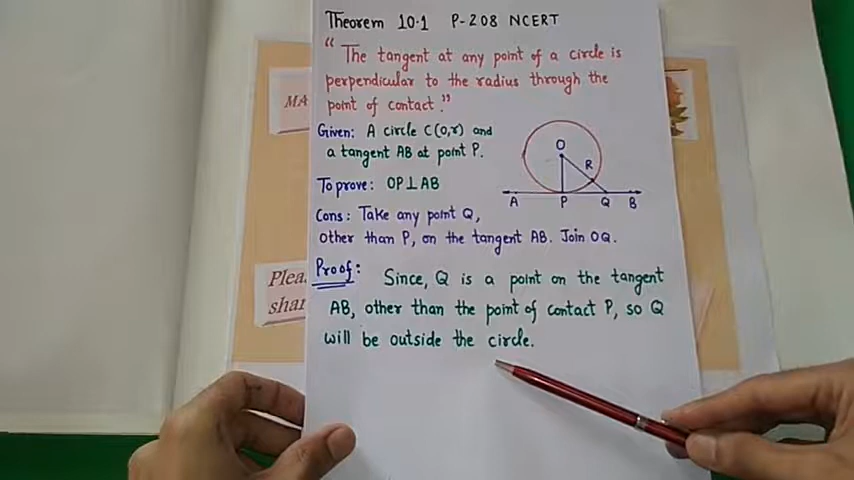 Theorem 10.1 P-208 NCERT
"The tangent at any point of a circle is
perpendicular to the radius through the
point of contact."
Given: A circle C(O,r) and
a tangent AB at point P.
To prove: OP⊥AB
Cons: Take any point Q,
other than P, on the tangent AB. Join OQ.
O
R
A P Q B
Proof: Since, Q is a point on the tangent
AB, other than the point of contact P, so Q
will be outside the circle.
MA
Plea
shar